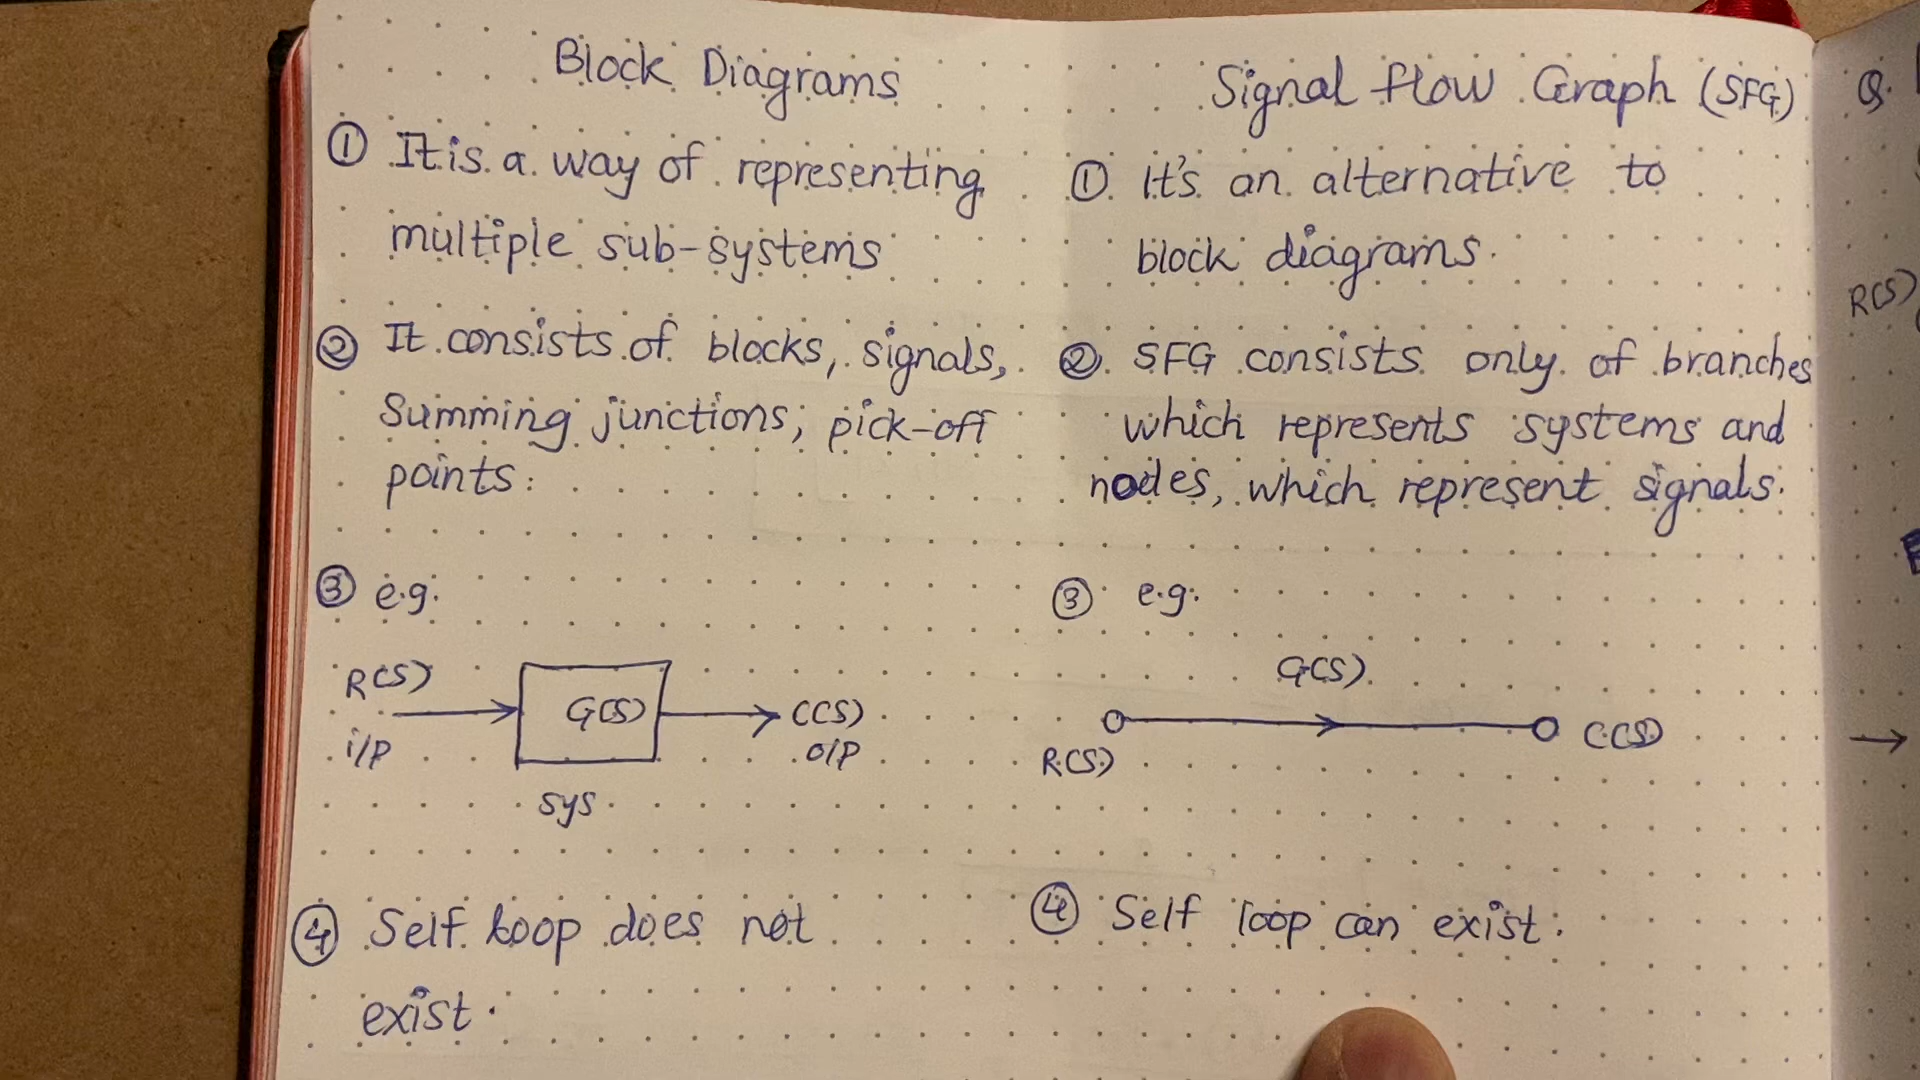 Block Diagrams
① It is a way of representing
multiple sub-systems
② It consists of blocks, signals,
Summing junctions, pick-off
points.
③ e.g.
R(S)
i/p
G(S)
C(S)
o/p
sys.
④ Self loop does not
exist.
Signal flow Graph (SFG)
① It's an alternative to
block diagrams.
② SFG consists only of branches
which represents systems and
nodes, which represent signals.
③ e.g.
G(S)
R(S)
C(S)
④ Self loop can exist.
Q.
R(S)